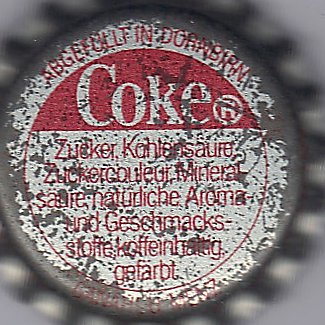 ABGEFÜLLT IN DORNBIRN
Coke®
Zucker, Kohlensäure,
Zuckercouleur, Mineral-
säure, natürliche Aroma-
und Geschmacks-
stoffe, koffeinhaltig,
gefärbt.